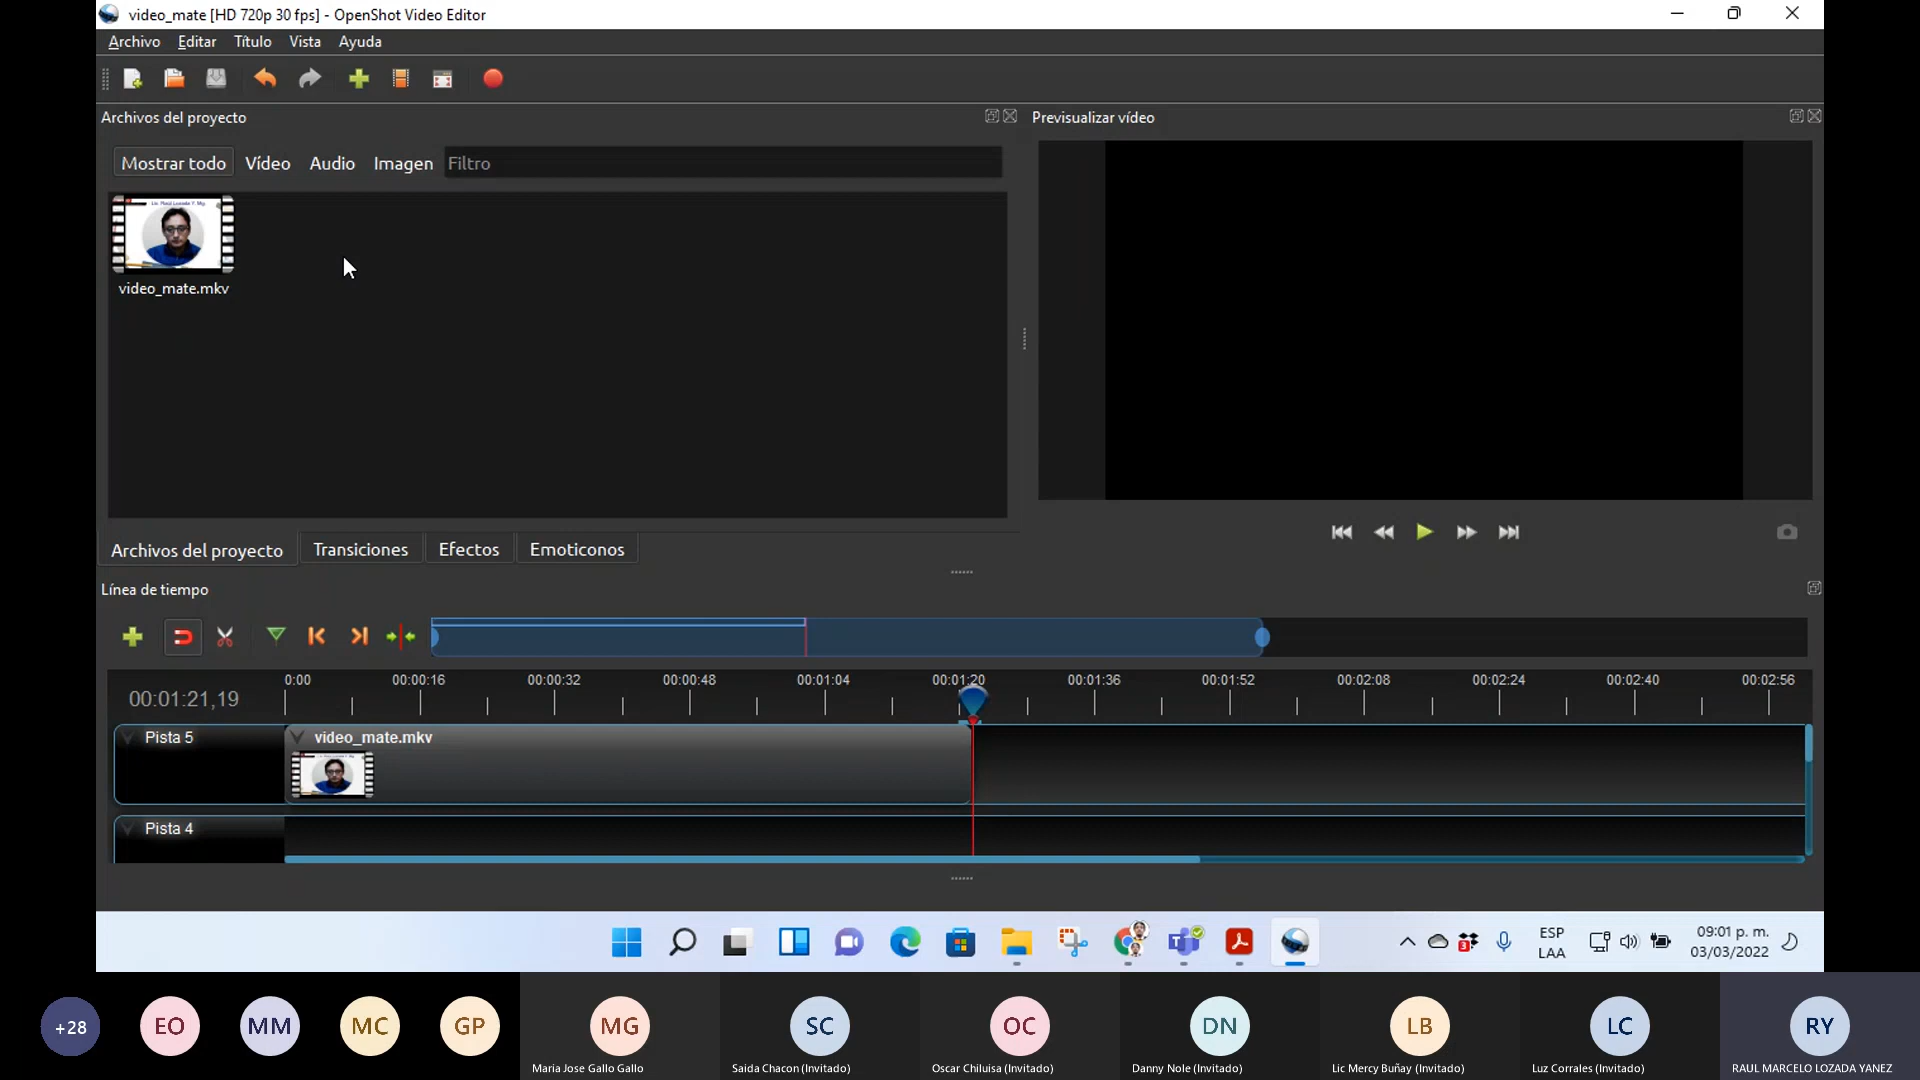 video_mate [HD 720p 30 fps] - OpenShot Video Editor
Archivo Editar Título Vista Ayuda
Archivos del proyecto
Previsualizar vídeo
Mostrar todo Vídeo Audio Imagen Filtro
video_mate.mkv
Archivos del proyecto Transiciones Efectos Emoticonos
Línea de tiempo
00:01:21,19
0:00 00:00:16 00:00:32 00:00:48 00:01:04 00:01:20 00:01:36 00:01:52 00:02:08 00:02:24 00:02:40 00:02:56
Pista 5
video_mate.mkv
Pista 4
ESP
LAA
09:01 p. m.
03/03/2022
+28 EO MM MC GP MG SC OC DN LB LC RY
Maria Jose Gallo Gallo
Saida Chacon (Invitado)
Oscar Chiluisa (Invitado)
Danny Nole (Invitado)
Lic Mercy Buñay (Invitado)
Luz Corrales (Invitado)
RAUL MARCELO LOZADA YANEZ